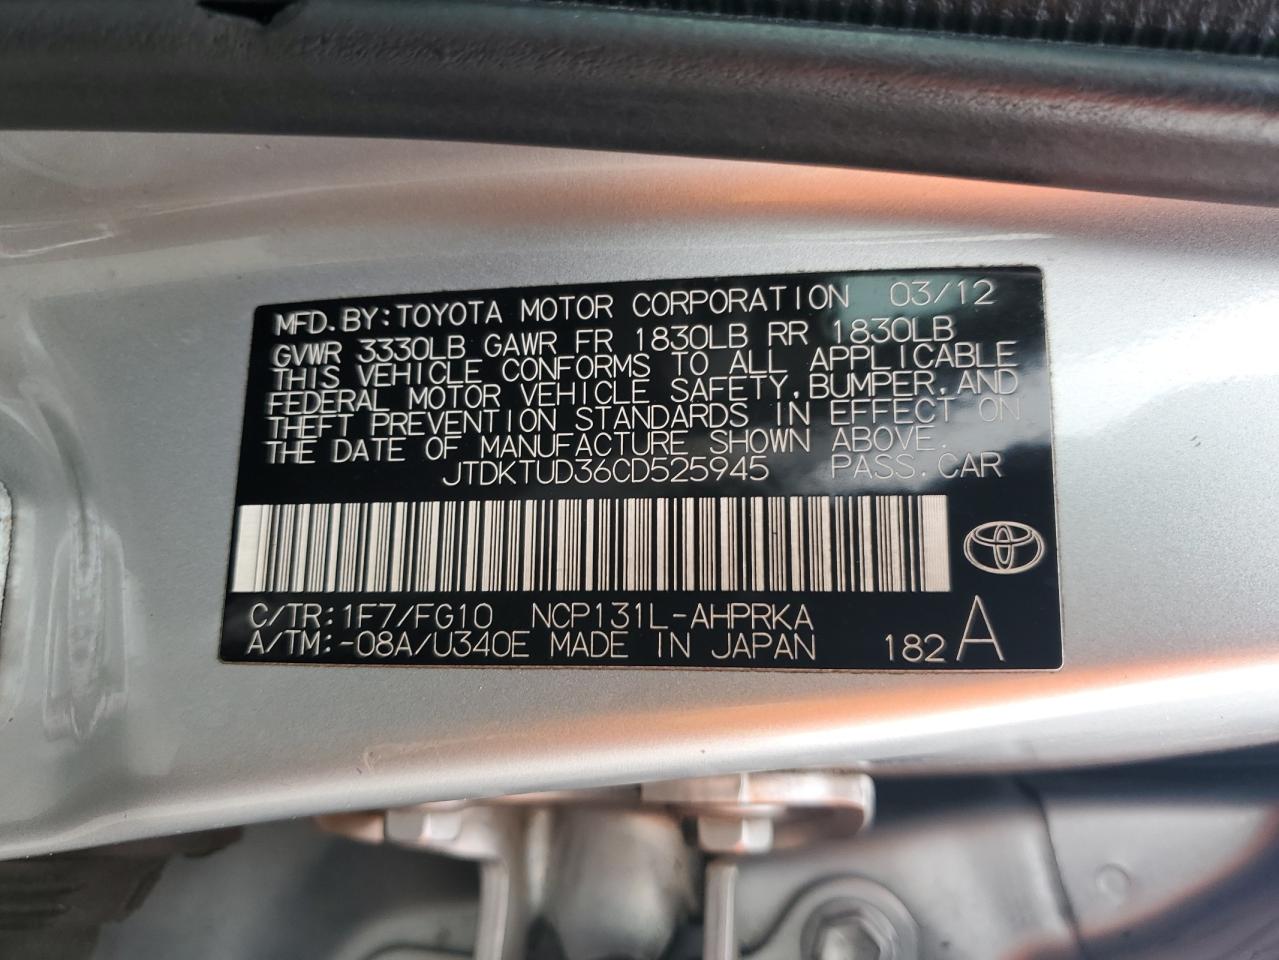 MFD.BY:TOYOTA MOTOR CORPORATION 03/12
GVWR 3330LB GAWR FR 1830LB RR 1830LB
THIS VEHICLE CONFORMS TO ALL APPLICABLE
FEDERAL MOTOR VEHICLE SAFETY,BUMPER,AND
THEFT PREVENTION STANDARDS IN EFFECT ON
THE DATE OF MANUFACTURE SHOWN ABOVE.
JTDKTUD36CD525945 PASS.CAR
C/TR:1F7/FG10 NCP131L-AHPRKA
A/TM:-08A/U340E MADE IN JAPAN 182 A